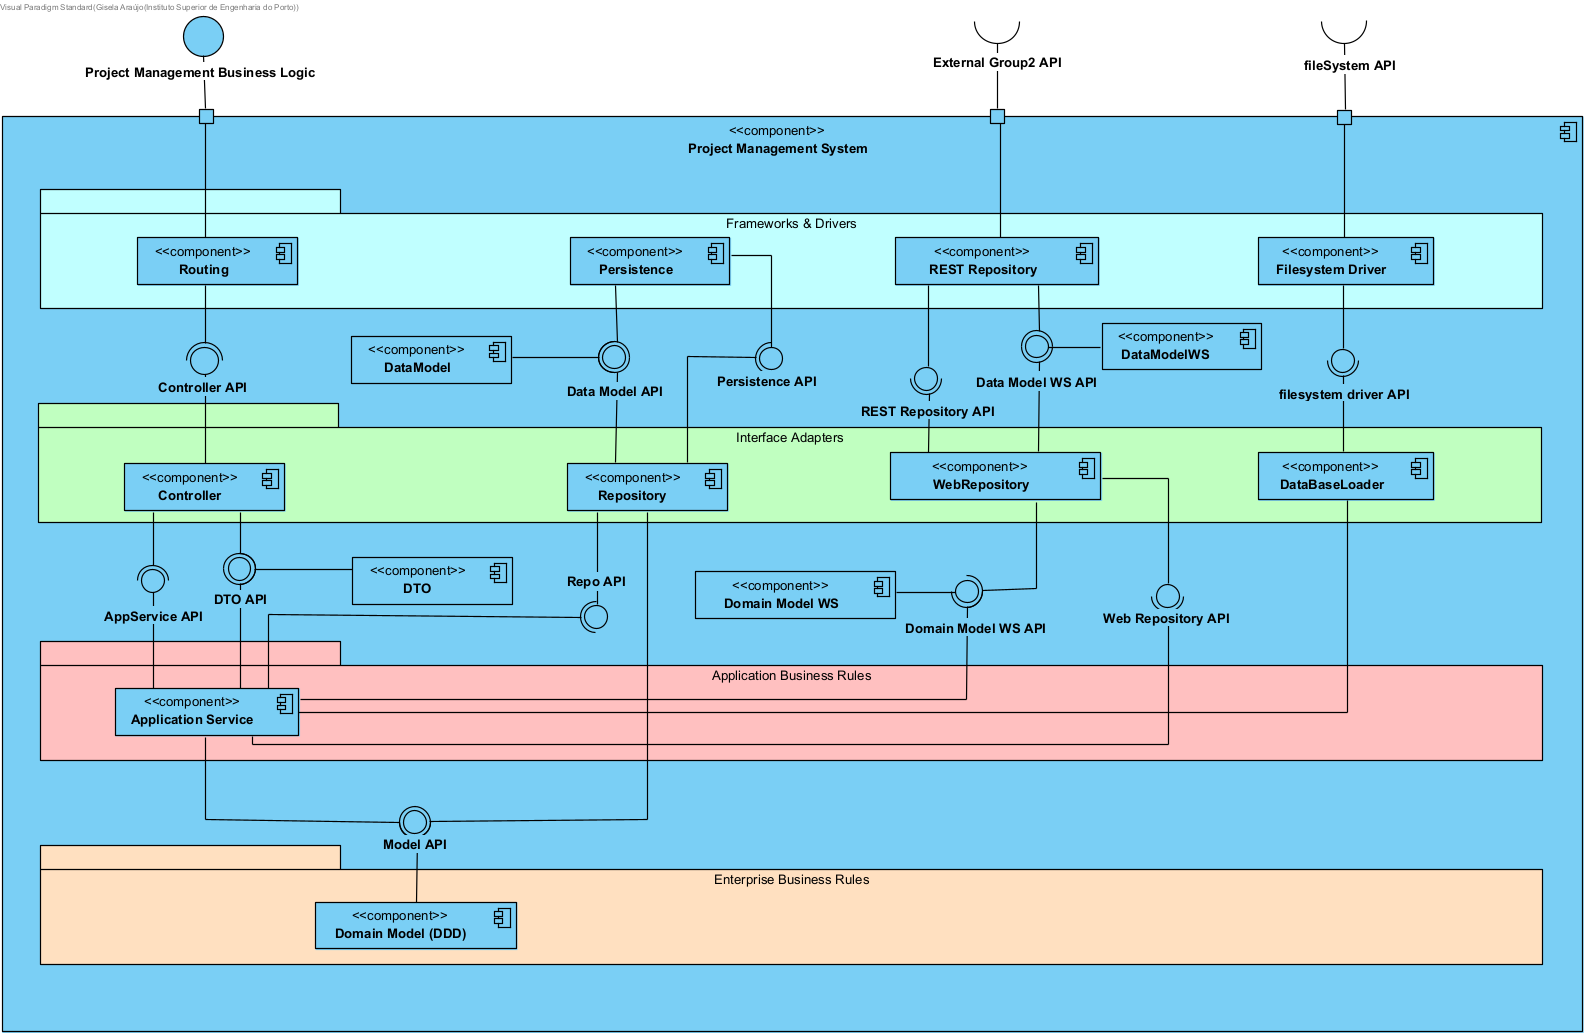 Visual Paradigm Standard(Gisela Araújo(Instituto Superior de Engenharia do Porto))
Project Management Business Logic
External Group2 API
fileSystem API
<<component>>
Project Management System
Frameworks & Drivers
<<component>>
Routing
<<component>>
Persistence
<<component>>
REST Repository
<<component>>
Filesystem Driver
<<component>>
DataModel
<<component>>
DataModelWS
Controller API
Data Model API
Persistence API
Data Model WS API
filesystem driver API
REST Repository API
Interface Adapters
<<component>>
Controller
<<component>>
Repository
<<component>>
WebRepository
<<component>>
DataBaseLoader
<<component>>
DTO
Repo API
<<component>>
Domain Model WS
DTO API
AppService API
Domain Model WS API
Web Repository API
Application Business Rules
<<component>>
Application Service
Model API
Enterprise Business Rules
<<component>>
Domain Model (DDD)